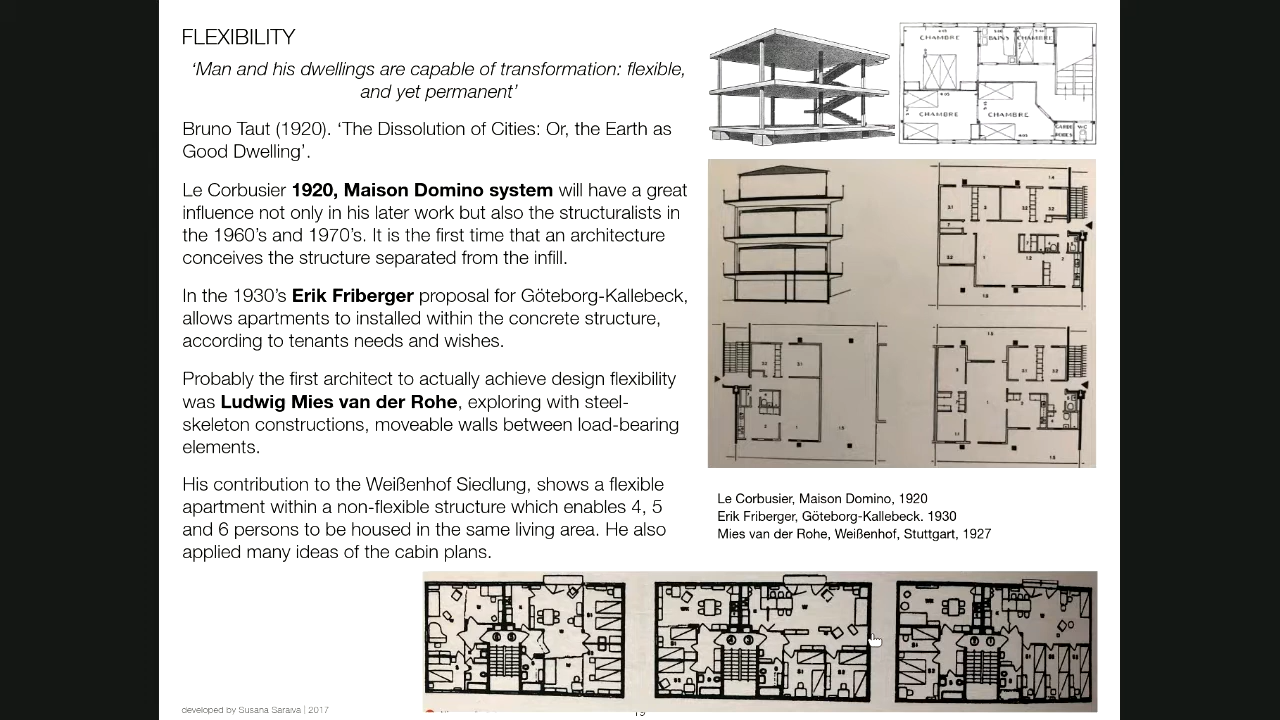 FLEXIBILITY
‘Man and his dwellings are capable of transformation: flexible,
and yet permanent’
Bruno Taut (1920). ‘The Dissolution of Cities: Or, the Earth as
Good Dwelling’.
Le Corbusier 1920, Maison Domino system will have a great
influence not only in his later work but also the structuralists in
the 1960’s and 1970’s. It is the first time that an architecture
conceives the structure separated from the infill.
In the 1930’s Erik Friberger proposal for Göteborg-Kallebeck,
allows apartments to installed within the concrete structure,
according to tenants needs and wishes.
Probably the first architect to actually achieve design flexibility
was Ludwig Mies van der Rohe, exploring with steel-
skeleton constructions, moveable walls between load-bearing
elements.
His contribution to the Weißenhof Siedlung, shows a flexible
apartment within a non-flexible structure which enables 4, 5
and 6 persons to be housed in the same living area. He also
applied many ideas of the cabin plans.
CHAMBRE
BAINS
CHAMBRE
CHAMBRE
CHAMBRE
GARDE
ROBES
WC
Le Corbusier, Maison Domino, 1920
Erik Friberger, Göteborg-Kallebeck. 1930
Mies van der Rohe, Weißenhof, Stuttgart, 1927
developed by Susana Saraiva | 2017
19